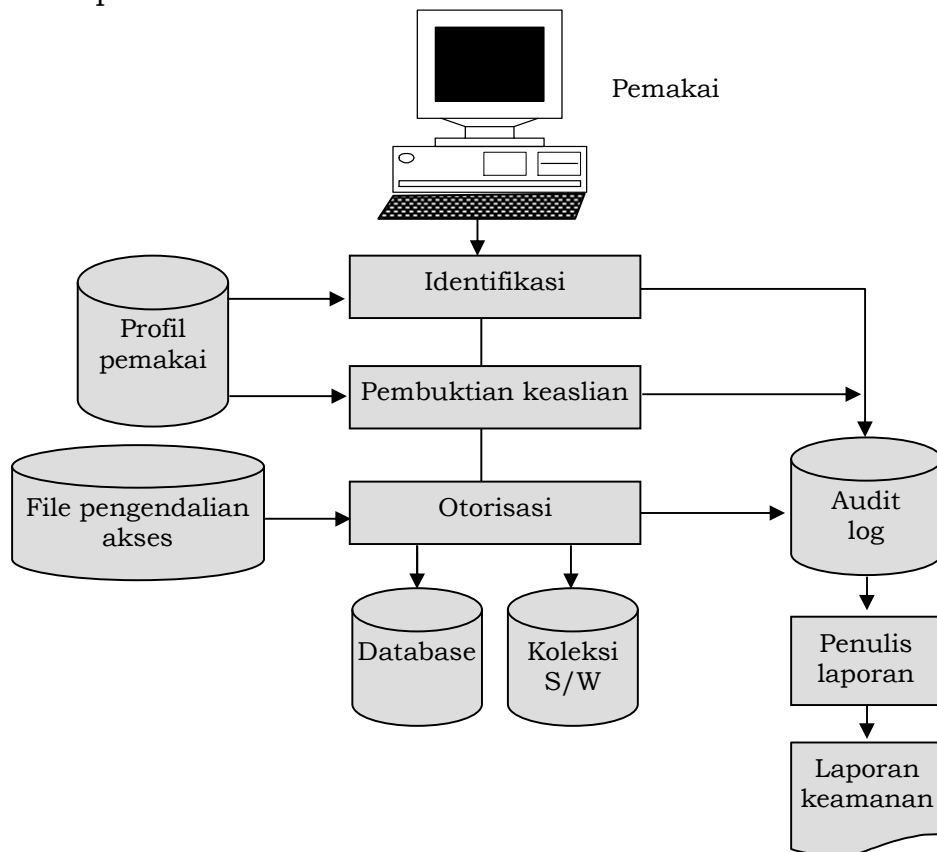 Pemakai
Identifikasi
Profil
pemakai
Pembuktian keaslian
File pengendalian
akses
Otorisasi
Audit
log
Database
Koleksi
S/W
Penulis
laporan
Laporan
keamanan